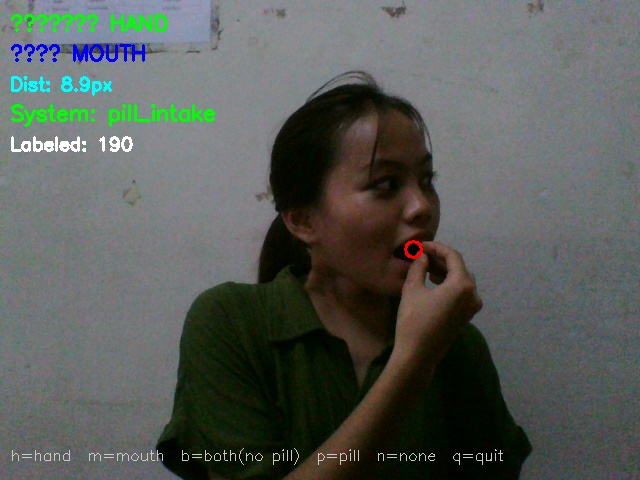 ??????? HAND
???? MOUTH
Dist: 8.9px
System: pill_intake
Labeled: 190
h=hand m=mouth b=both(no pill) p=pill n=none q=quit